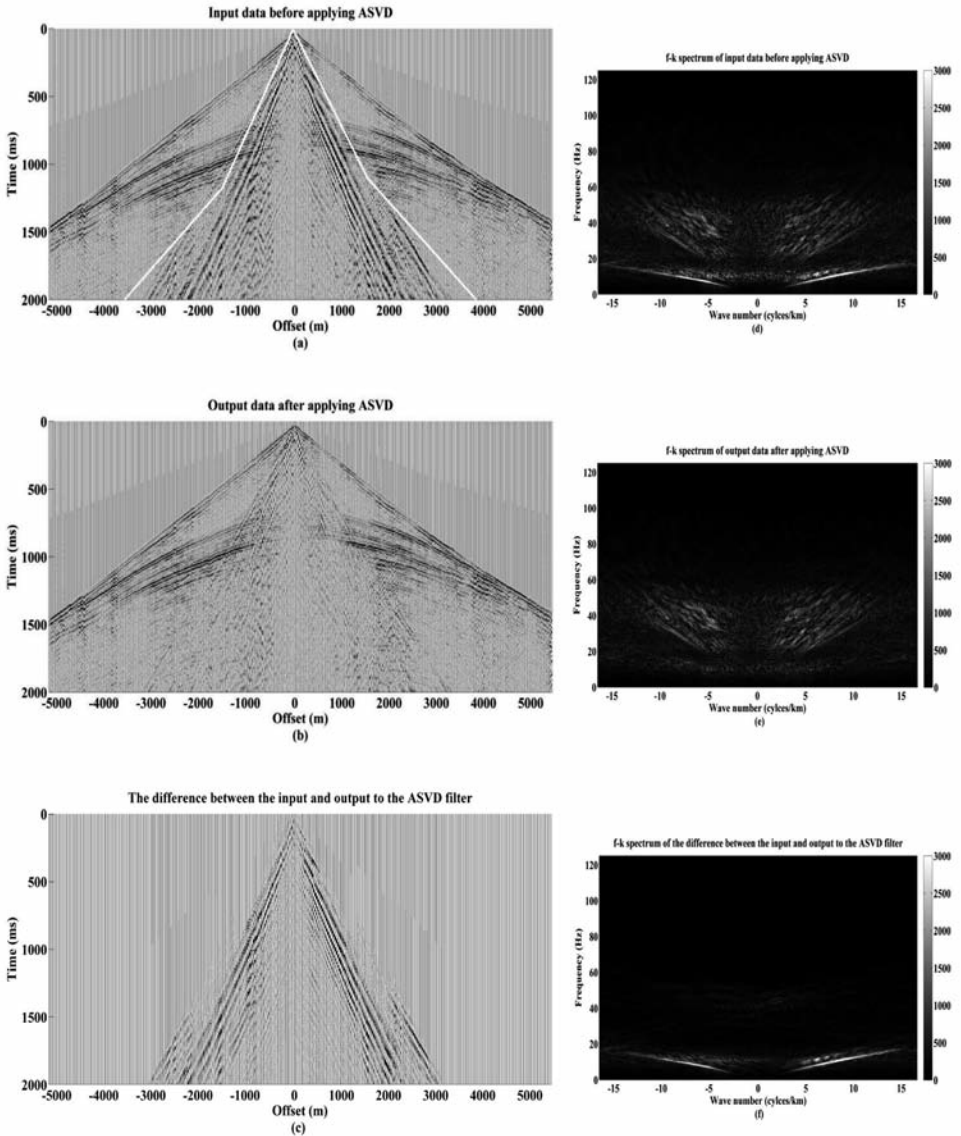 Input data before applying ASVD
0
500
1000
1500
2000
Time (ms)
-5000 -4000 -3000 -2000 -1000 0 1000 2000 3000 4000 5000
Offset (m)
(a)
f-k spectrum of input data before applying ASVD
120
100
80
60
40
20
0
Frequency (Hz)
-15 -10 -5 0 5 10 15
Wave number (cylces/km)
(d)
3000
2500
2000
1500
1000
500
0
Output data after applying ASVD
0
500
1000
1500
2000
Time (ms)
-5000 -4000 -3000 -2000 -1000 0 1000 2000 3000 4000 5000
Offset (m)
(b)
f-k spectrum of output data after applying ASVD
120
100
80
60
40
20
0
Frequency (Hz)
-15 -10 -5 0 5 10 15
Wave number (cylces/km)
(e)
3000
2500
2000
1500
1000
500
0
The difference between the input and output to the ASVD filter
0
500
1000
1500
2000
Time (ms)
-5000 -4000 -3000 -2000 -1000 0 1000 2000 3000 4000 5000
Offset (m)
(c)
f-k spectrum of the difference between the input and output to the ASVD filter
120
100
80
60
40
20
0
Frequency (Hz)
-15 -10 -5 0 5 10 15
Wave number (cylces/km)
(f)
3000
2500
2000
1500
1000
500
0